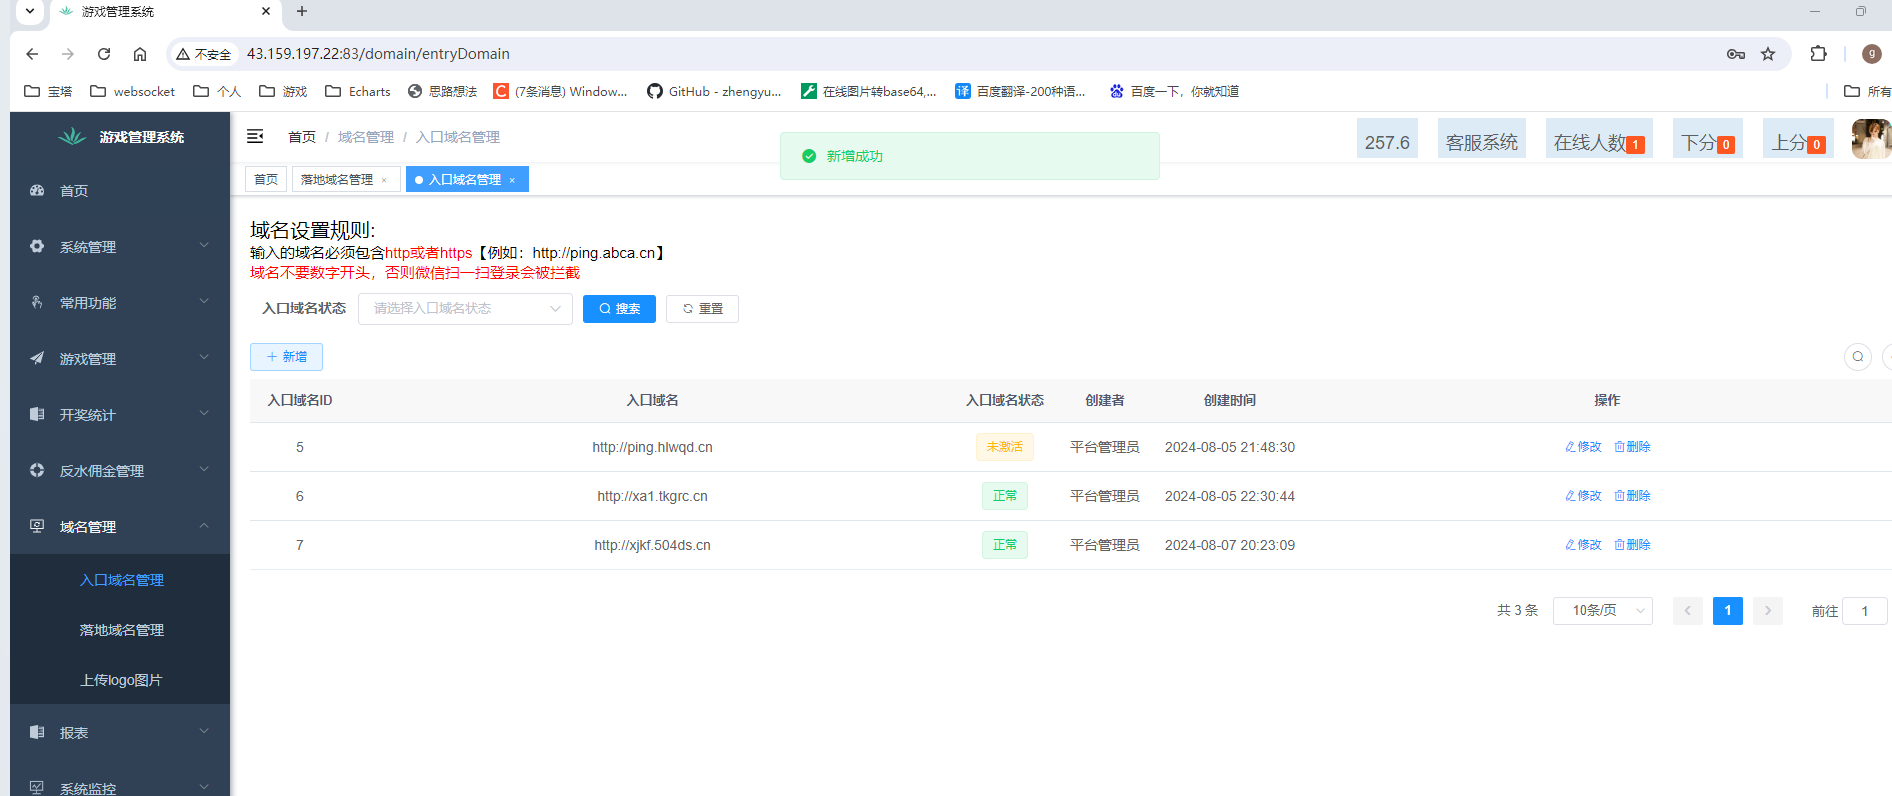 游戏管理系统
不安全 43.159.197.22:83/domain/entryDomain g
宝塔 websocket 个人 游戏 Echarts 思路想法 (7条消息) Window... GitHub - zhengyu... 在线图片转base64,... 百度翻译-200种语... 百度一下，你就知道 所有
游戏管理系统
首页
系统管理
常用功能
游戏管理
开奖统计
反水佣金管理
域名管理
入口域名管理
落地域名管理
上传logo图片
报表
系统监控
首页 / 域名管理 / 入口域名管理
新增成功
257.6 客服系统 在线人数 1 下分 0 上分 0
首页 落地域名管理 × 入口域名管理 ×
域名设置规则:
输入的域名必须包含http或者https【例如：http://ping.abca.cn】
域名不要数字开头，否则微信扫一扫登录会被拦截
入口域名状态 请选择入口域名状态 搜索 重置
新增
入口域名ID 入口域名 入口域名状态 创建者 创建时间 操作
5 http://ping.hlwqd.cn 未激活 平台管理员 2024-08-05 21:48:30 修改 删除
6 http://xa1.tkgrc.cn 正常 平台管理员 2024-08-05 22:30:44 修改 删除
7 http://xjkf.504ds.cn 正常 平台管理员 2024-08-07 20:23:09 修改 删除
共 3 条 10条/页 1 前往 1